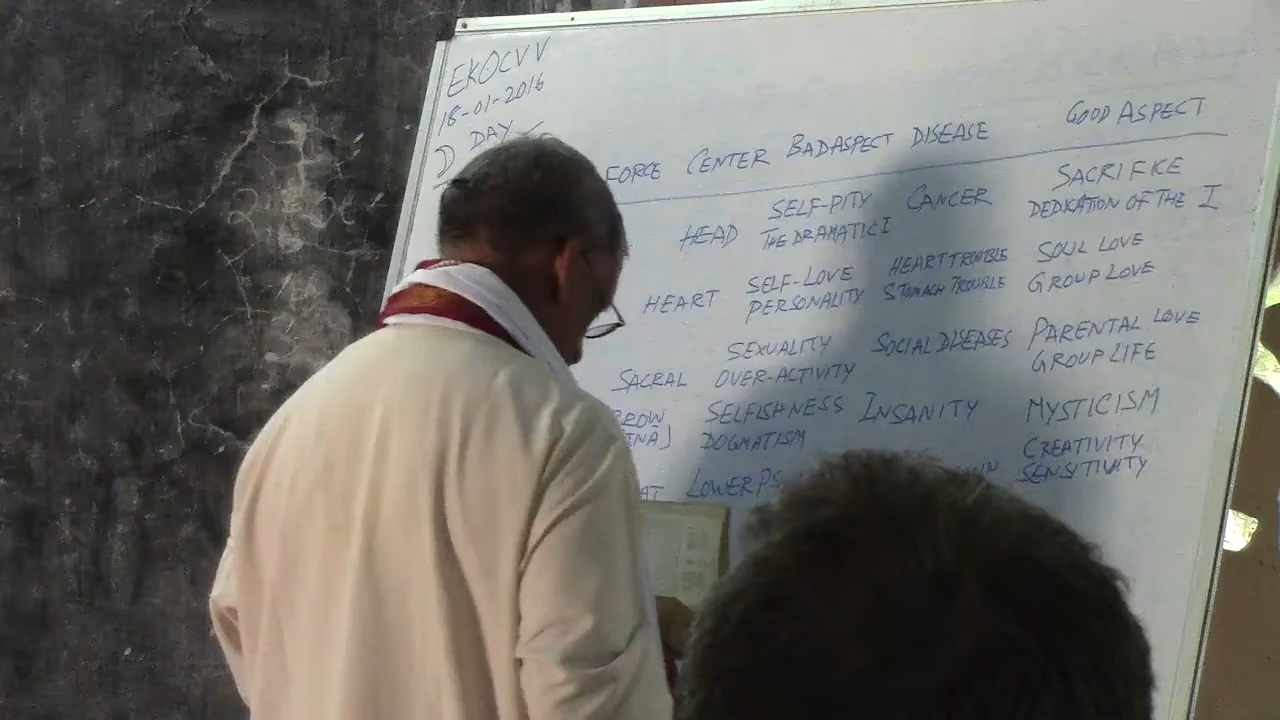 EKOCVV
18-01-2016
DAY
FORCE CENTER BADASPECT DISEASE GOOD ASPECT
HEAD SELF-PITY CANCER SACRIFICE
THE DRAMATIC I DEDICATION OF THE I
HEART SELF-LOVE HEART TROUBLE SOUL LOVE
PERSONALITY STOMACH TROUBLE GROUP LOVE
SEXUALITY SOCIAL DISEASES PARENTAL LOVE
SACRAL OVER-ACTIVITY GROUP LIFE
BROW SELFISHNESS INSANITY MYSTICISM
DOGMATISM CREATIVITY
LOWER SENSITIVITY